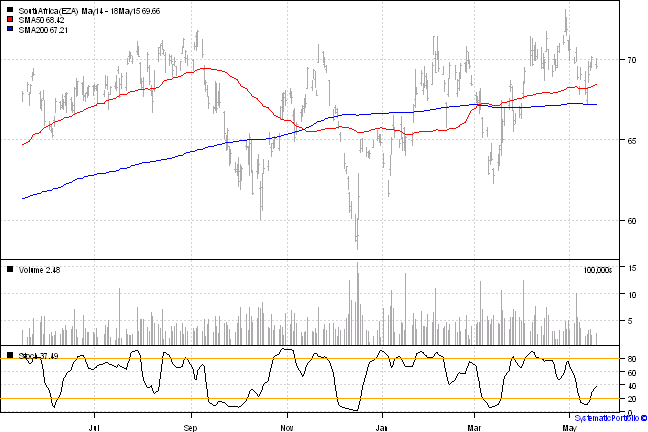 SouthAfrica(EZA) May14 - 18May15 69.66
SMA50 68.42
SMA200 67.21
70
65
60
Volume 2.48
100,000s
15
10
5
Stoch 37.49
80
60
40
20
0
Jul Sep Nov Jan Mar May
SystematicPortfolio ©